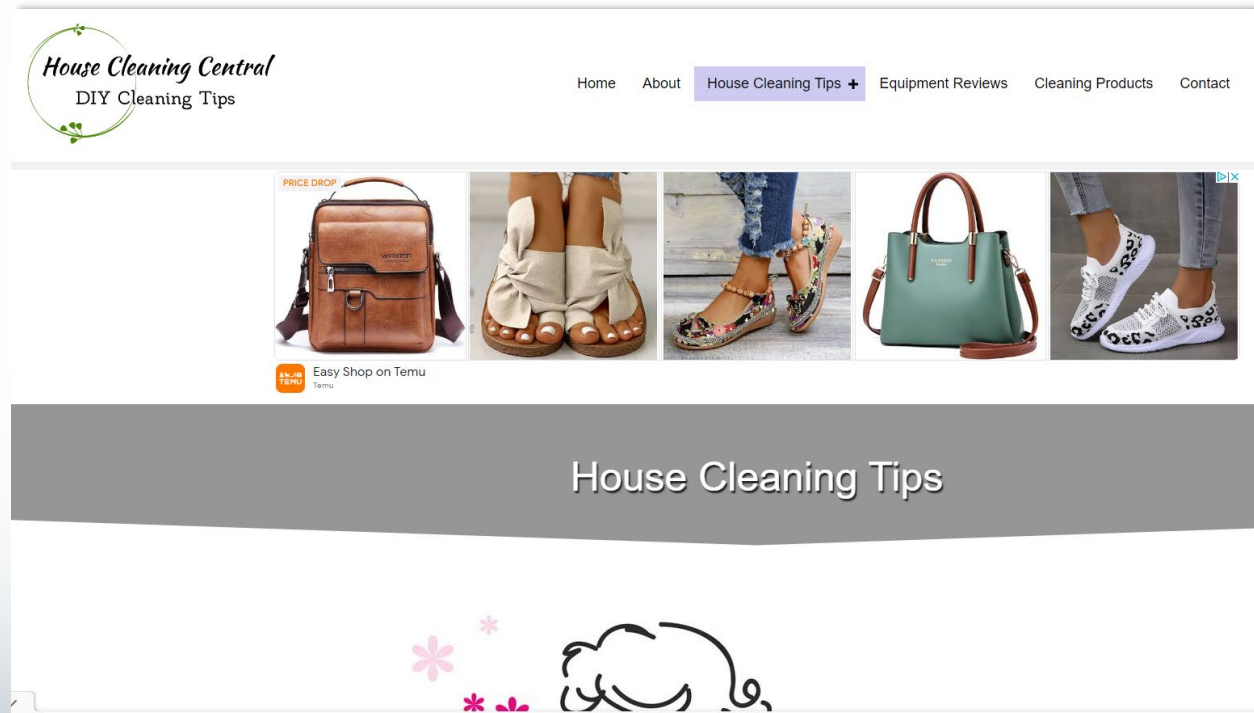 House Cleaning Central
DIY Cleaning Tips
Home About House Cleaning Tips + Equipment Reviews Cleaning Products Contact
PRICE DROP
TEMU
Easy Shop on Temu
Temu
House Cleaning Tips